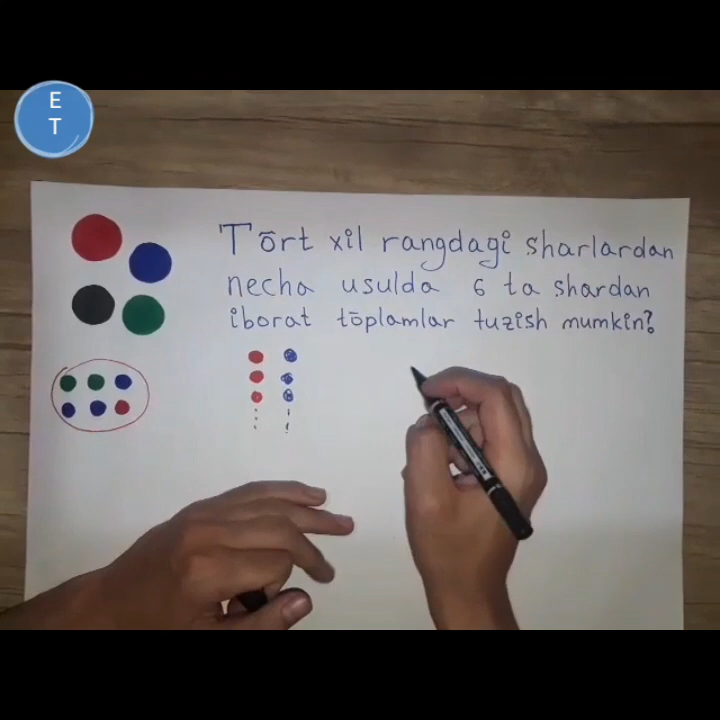 E
T
Tōrt xil rangdagi sharlardan
necha usulda 6 ta shardan
iborat tōplamlar tuzish mumkin?